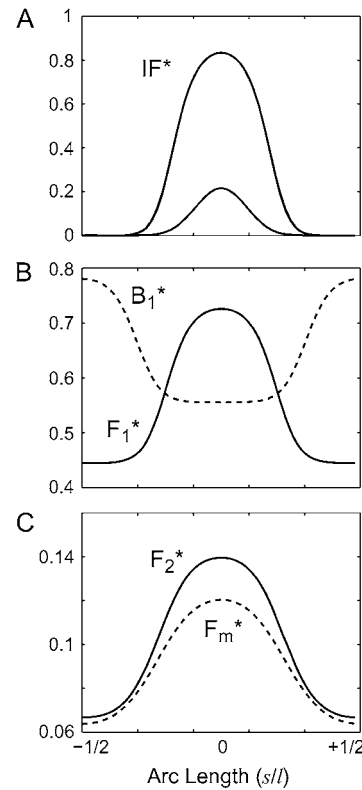 A
1
0.8
0.6
0.4
0.2
0
IF*
B
0.8
0.7
0.6
0.5
0.4
B₁*
F₁*
C
0.14
0.1
0.06
F₂*
Fₘ*
−1/2 0 +1/2
Arc Length (s/l)